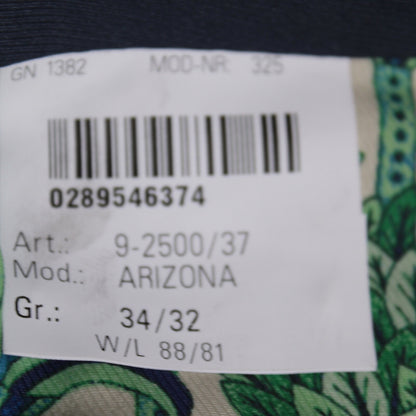 GN 1382 MOD-NR: 325
0289546374
Art.: 9-2500/37
Mod.: ARIZONA
Gr.: 34/32
W/L 88/81